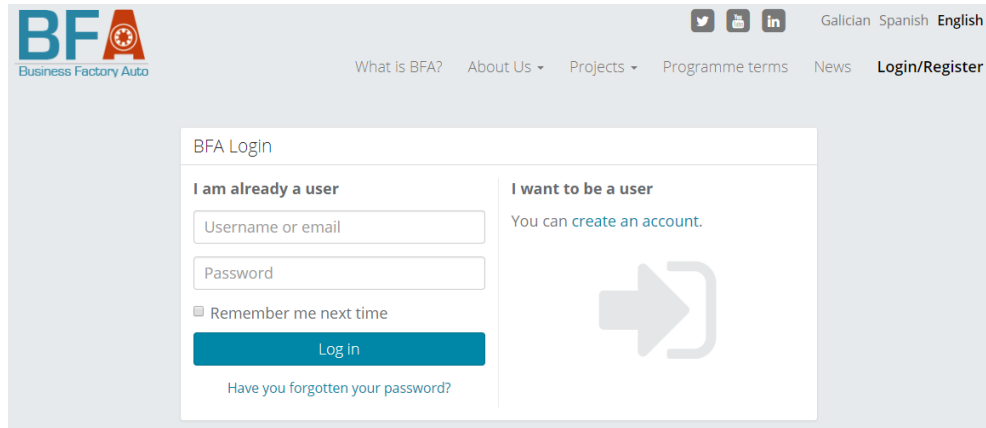 BFA
Business Factory Auto
Galician Spanish English
What is BFA? About Us Projects Programme terms News Login/Register
BFA Login
I am already a user
Username or email
Password
Remember me next time
Log in
Have you forgotten your password?
I want to be a user
You can create an account.